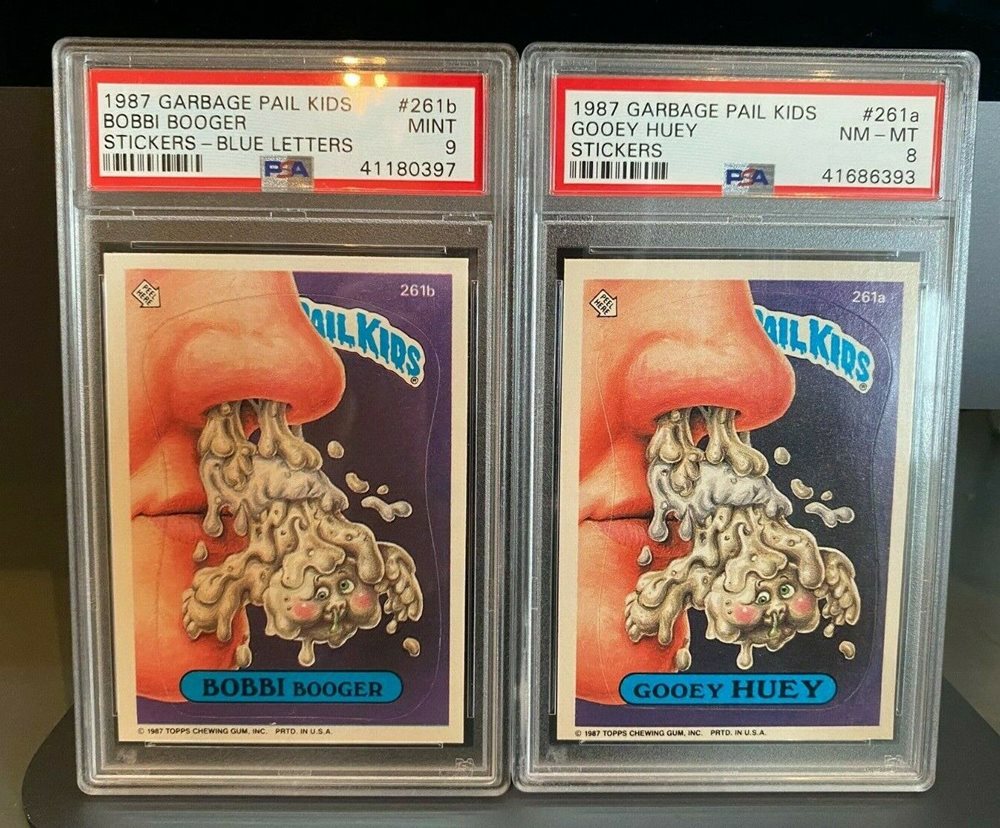 1987 GARBAGE PAIL KIDS #261b
BOBBI BOOGER MINT
STICKERS - BLUE LETTERS 9
PSA 41180397
PEEL HERE
261b
AIL KIDS
®
BOBBI BOOGER
© 1987 TOPPS CHEWING GUM, INC. PRTD. IN U.S.A.
1987 GARBAGE PAIL KIDS #261a
GOOEY HUEY NM - MT
STICKERS 8
PSA 41686393
PEEL HERE
261a
AIL KIDS
®
GOOEY HUEY
© 1987 TOPPS CHEWING GUM, INC. PRTD. IN U.S.A.